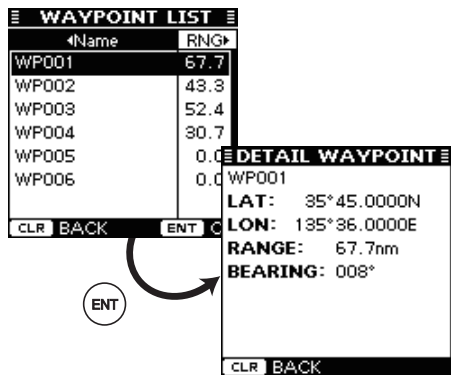 WAYPOINT LIST
Name RNG
WP001 67.7
WP002 43.3
WP003 52.4
WP004 30.7
WP005
WP006
CLR BACK ENT
ENT
DETAIL WAYPOINT
WP001
LAT: 35°45.0000N
LON: 135°36.0000E
RANGE: 67.7nm
BEARING: 008°
CLR BACK